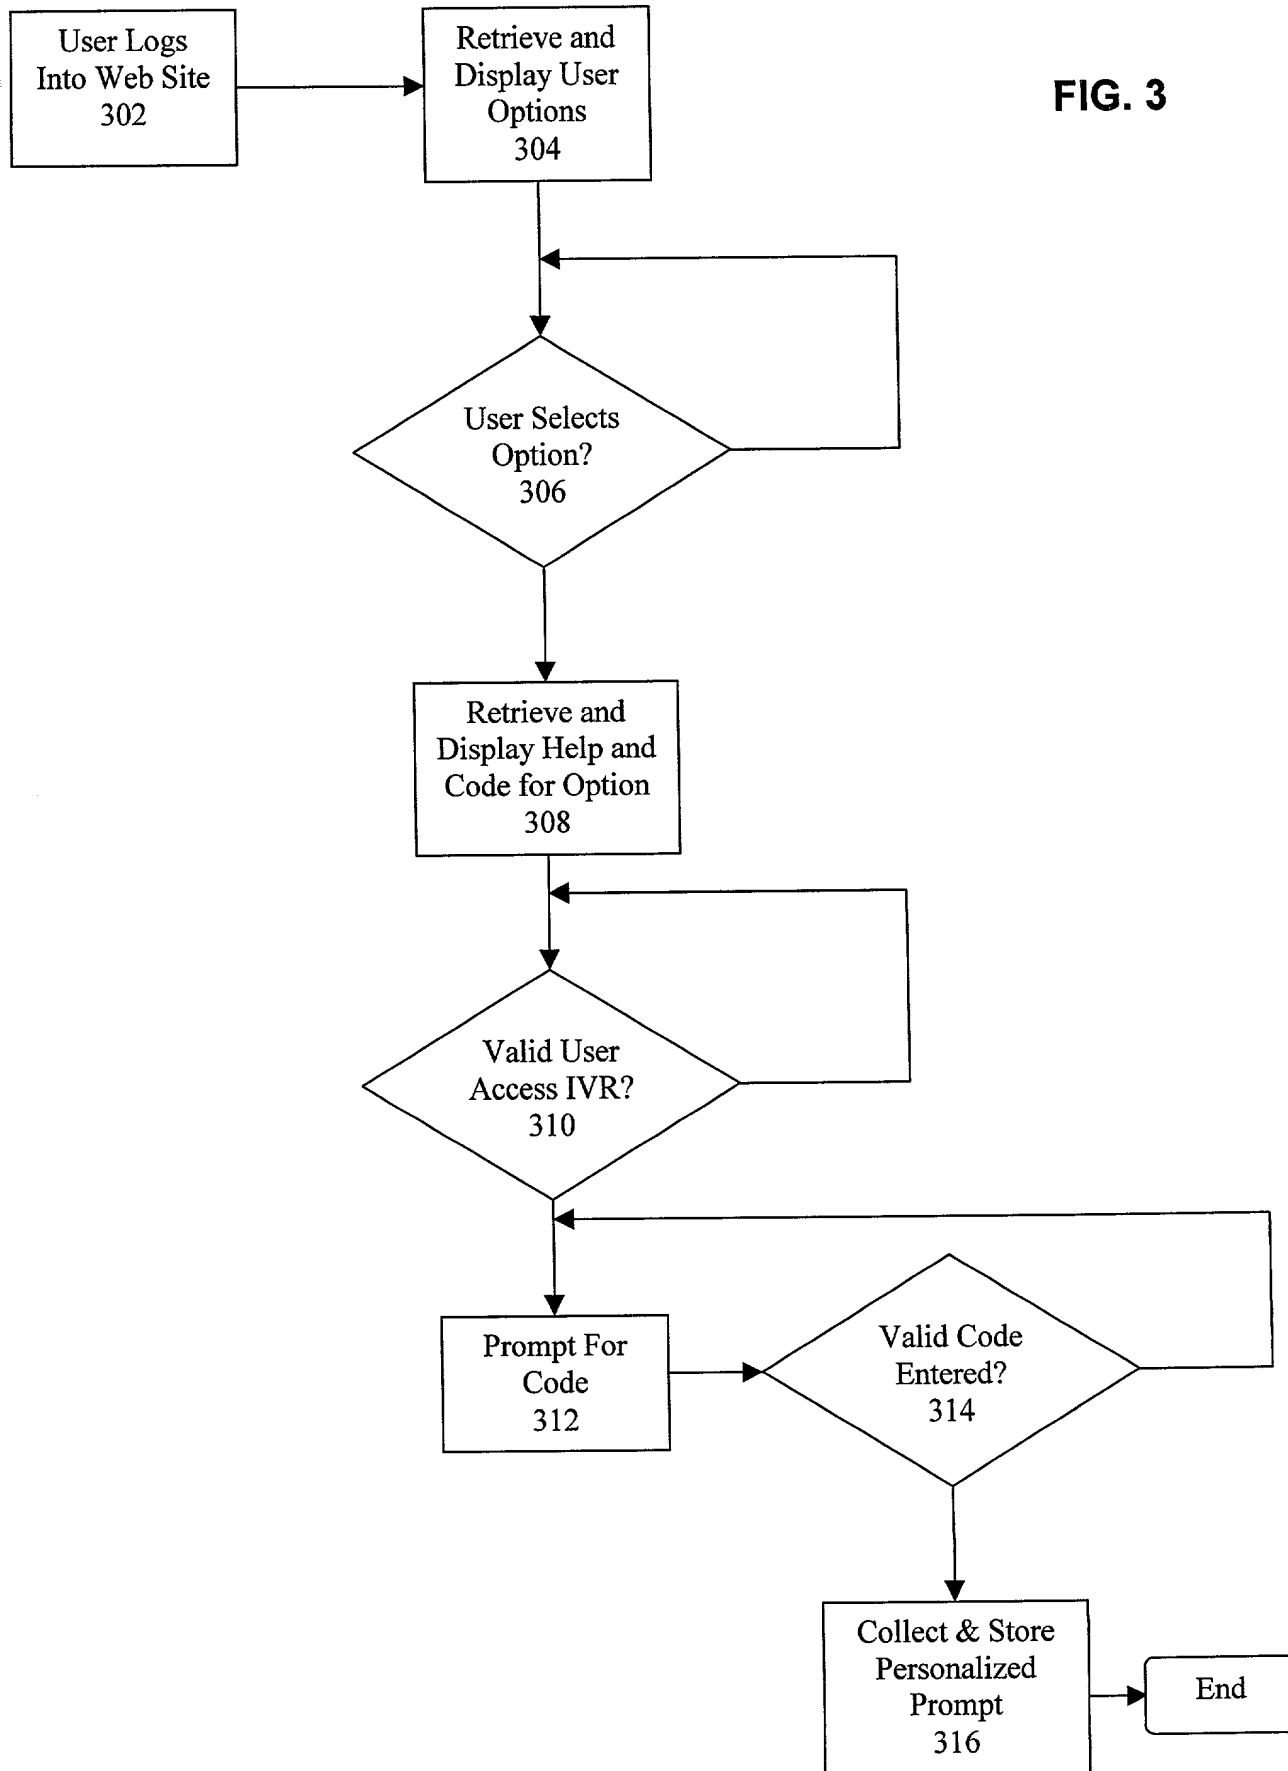 User Logs
Into Web Site
302
Retrieve and
Display User
Options
304
FIG. 3
User Selects
Option?
306
Retrieve and
Display Help and
Code for Option
308
Valid User
Access IVR?
310
Prompt For
Code
312
Valid Code
Entered?
314
Collect & Store
Personalized
Prompt
316
End